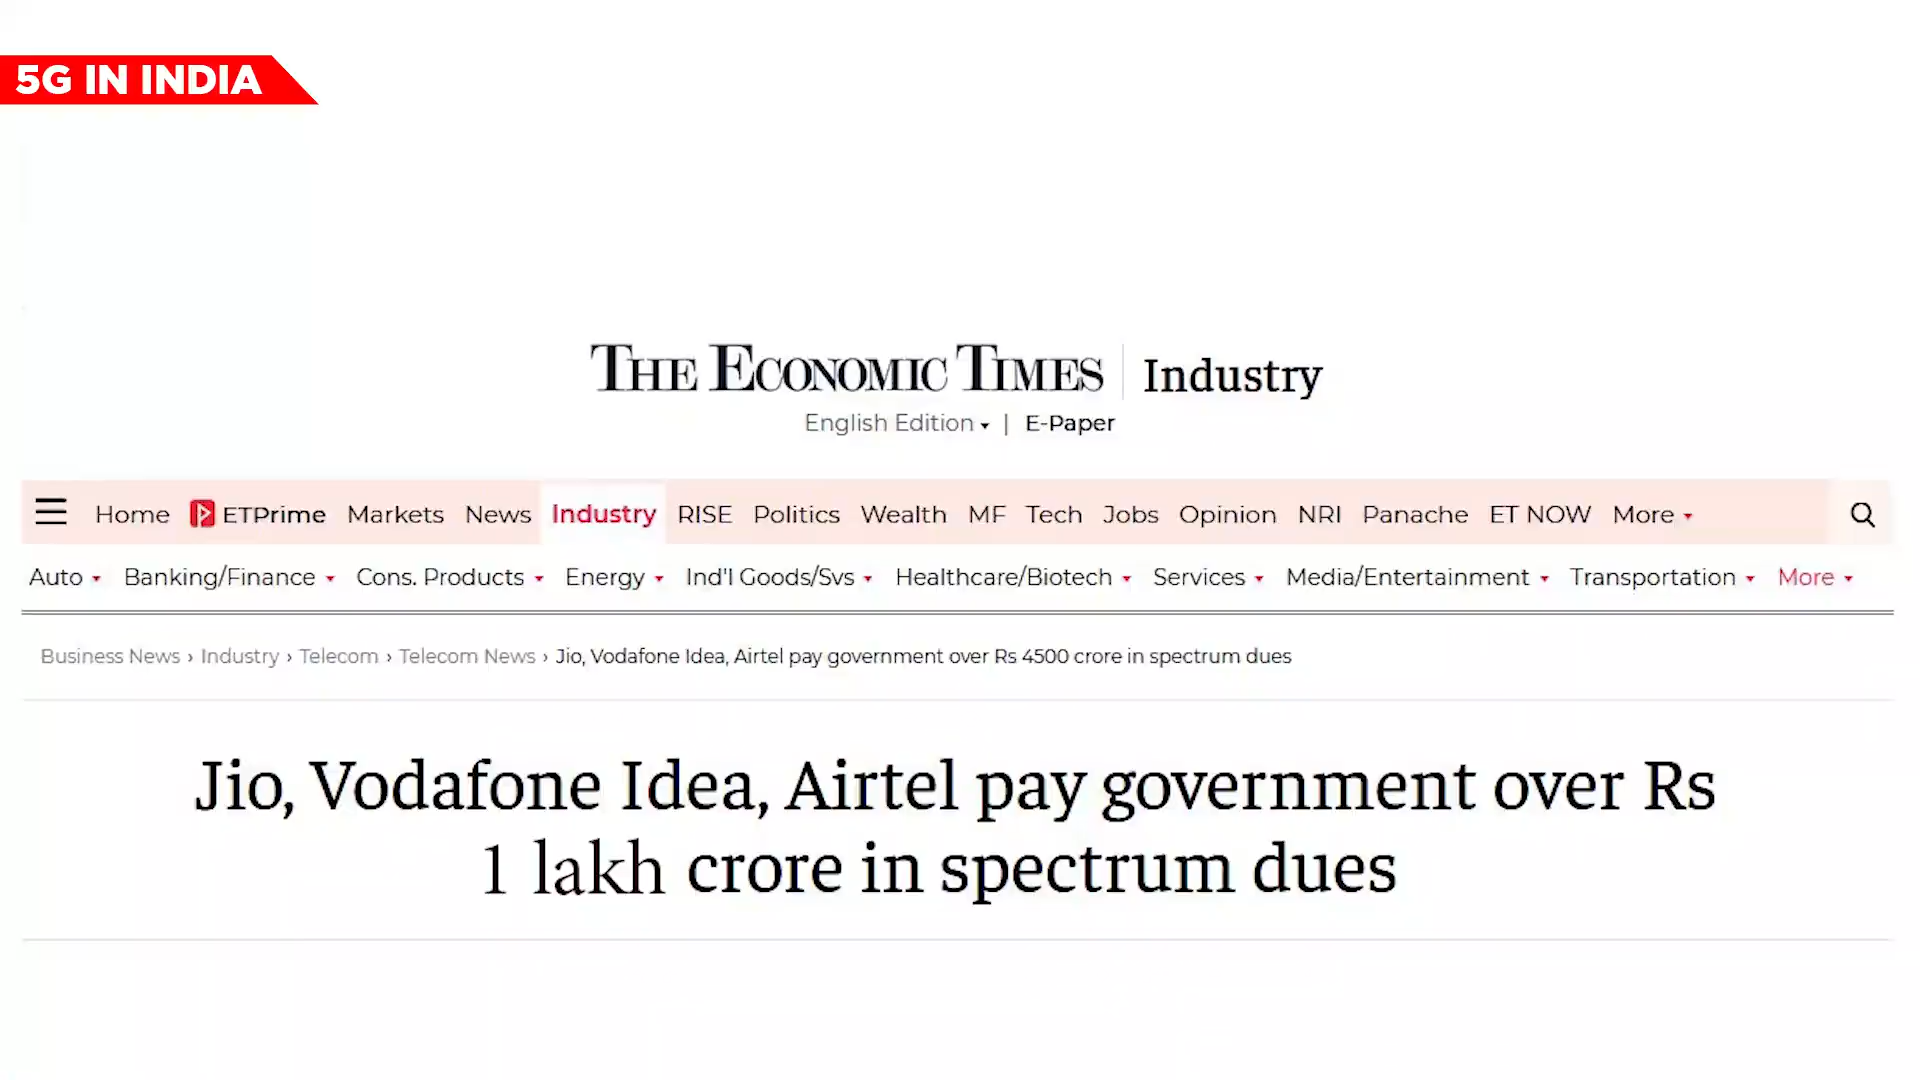 5G IN INDIA
THE ECONOMIC TIMES | Industry
English Edition | E-Paper
Home ETPrime Markets News Industry RISE Politics Wealth MF Tech Jobs Opinion NRI Panache ET NOW More
Auto Banking/Finance Cons. Products Energy Ind'l Goods/Svs Healthcare/Biotech Services Media/Entertainment Transportation More
Business News › Industry › Telecom › Telecom News › Jio, Vodafone Idea, Airtel pay government over Rs 4500 crore in spectrum dues
Jio, Vodafone Idea, Airtel pay government over Rs
1 lakh crore in spectrum dues